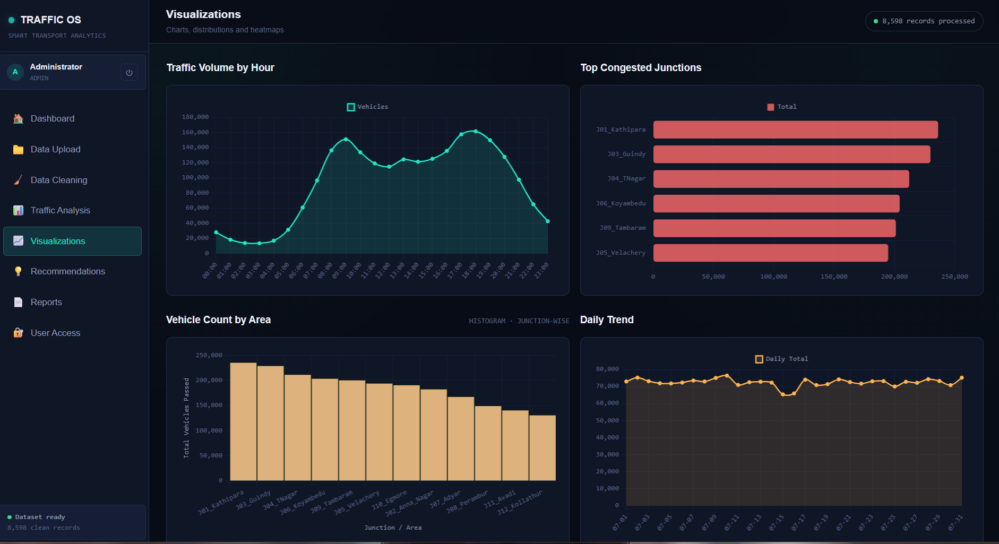 TRAFFIC OS
SMART TRANSPORT ANALYTICS
A
Administrator
ADMIN
Dashboard
Data Upload
Data Cleaning
Traffic Analysis
Visualizations
Recommendations
Reports
User Access
Dataset ready
8,598 clean records
Visualizations
Charts, distributions and heatmaps
8,598 records processed
Traffic Volume by Hour
Vehicles
180,000
160,000
140,000
120,000
100,000
80,000
60,000
40,000
20,000
0
00:00 01:00 02:00 03:00 04:00 05:00 06:00 07:00 08:00 09:00 10:00 11:00 12:00 13:00 14:00 15:00 16:00 17:00 18:00 19:00 20:00 21:00 22:00 23:00
Top Congested Junctions
Total
J01_Kathipara
J03_Guindy
J04_TNagar
J06_Koyambedu
J09_Tambaram
J05_Velachery
0 50,000 100,000 150,000 200,000 250,000
Vehicle Count by Area
HISTOGRAM · JUNCTION-WISE
250,000
200,000
150,000
100,000
50,000
0
Total Vehicles Passed
J01_Kathipara J03_Guindy J04_TNagar J06_Koyambedu J09_Tambaram J05_Velachery J10_Egmore J02_Anna_Nagar J07_Adyar J08_Perambur J11_Avadi J12_Kollathur
Junction / Area
Daily Trend
Daily Total
80,000
70,000
60,000
50,000
40,000
30,000
20,000
10,000
0
07-01 07-03 07-05 07-07 07-09 07-11 07-13 07-15 07-17 07-19 07-21 07-23 07-25 07-27 07-29 07-31